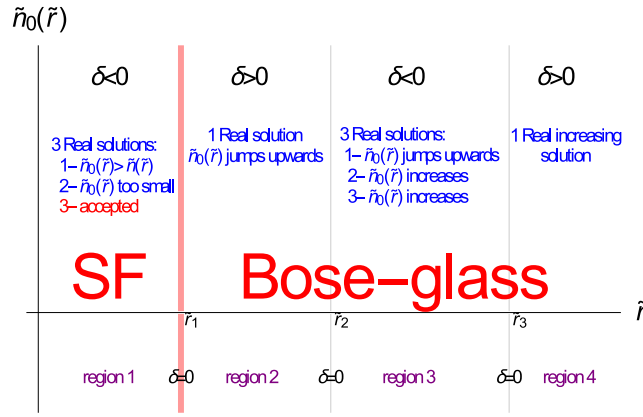 ñ₀(r̃)
δ<0
δ>0
δ<0
δ>0
3 Real solutions:
1– ñ₀(r̃)> ñ(r̃)
2– ñ₀(r̃) too small
3– accepted
1 Real solution
ñ₀(r̃) jumps upwards
3 Real solutions:
1– ñ₀(r̃) jumps upwards
2– ñ₀(r̃) increases
3– ñ₀(r̃) increases
1 Real increasing
solution
SF
Bose–glass
r̃₁
r̃₂
r̃₃
r̃
region 1
δ=0
region 2
δ=0
region 3
δ=0
region 4